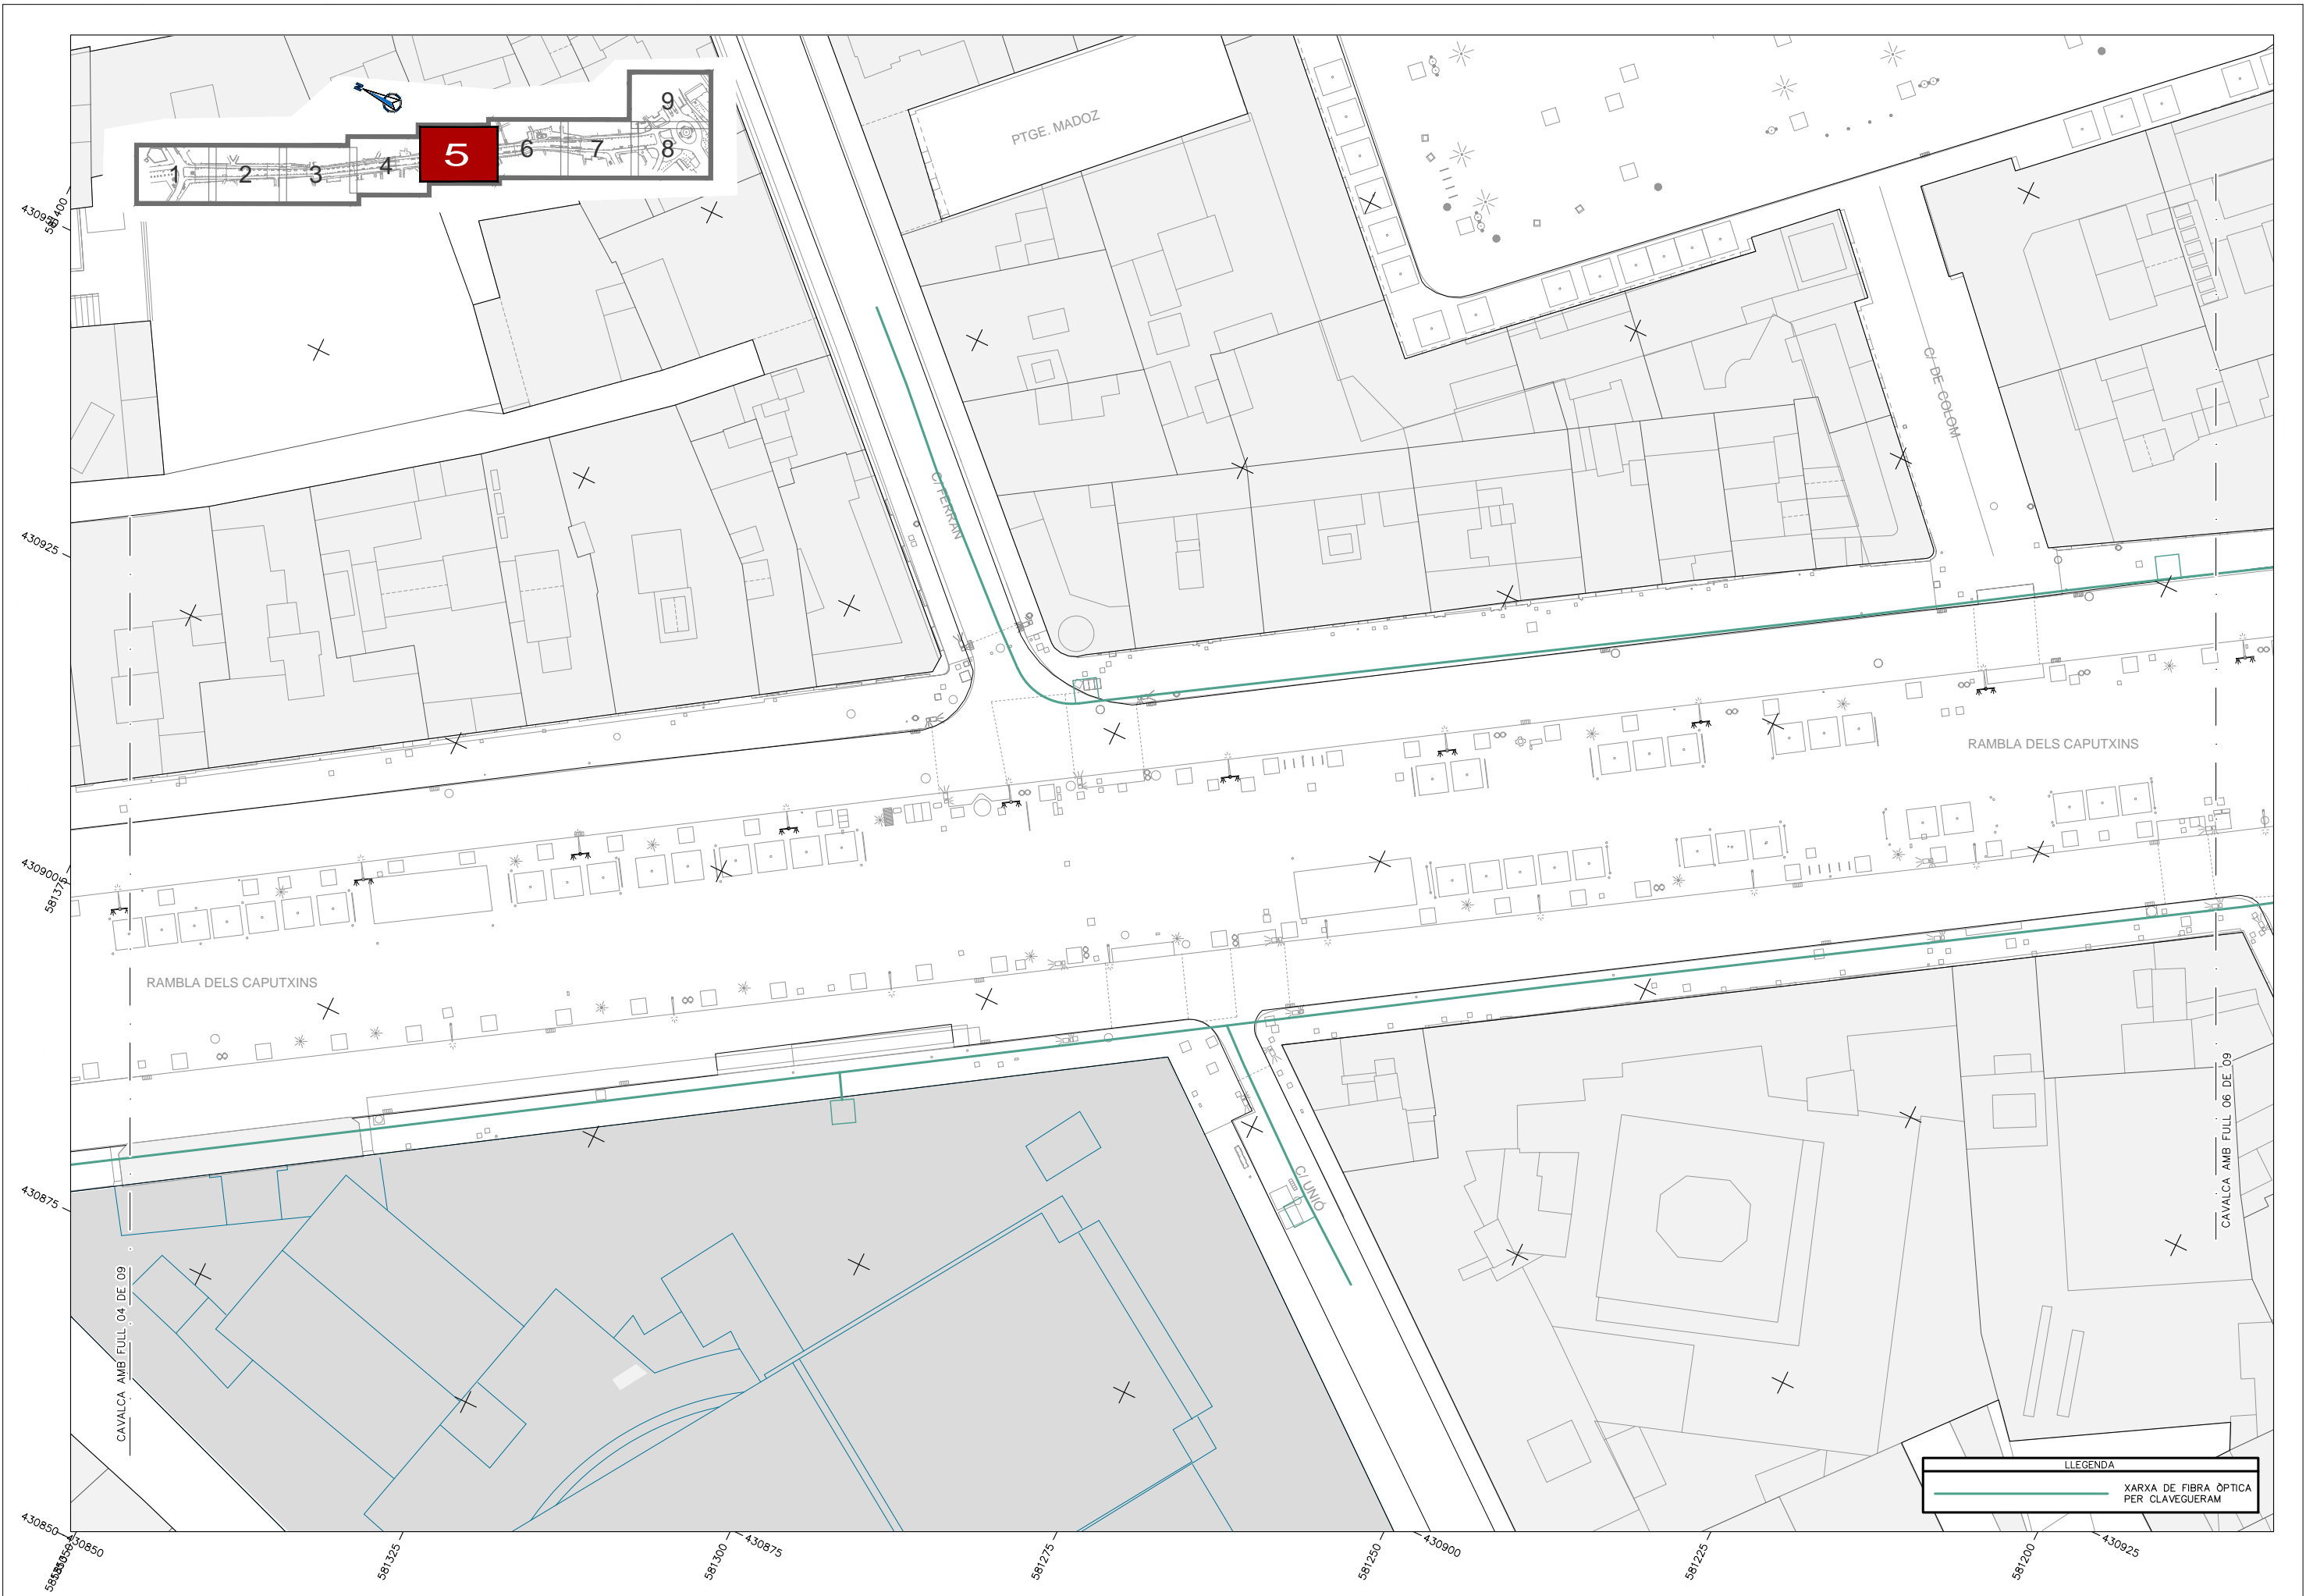 PTGE. MADOZ
1
2
3
4
5
6
7
8
9
C/ FERRAN
C/ DE COLOM
430925
RAMBLA DELS CAPUTXINS
430900
581375
RAMBLA DELS CAPUTXINS
430875
C/ UNIÓ
CAVALCA AMB FULL 04 DE 09
CAVALCA AMB FULL 06 DE 09
LLEGENDA
XARXA DE FIBRA ÒPTICA
PER CLAVEGUERAM
430850
430850
581325
581300
430875
581275
581250
430900
581225
581200
430925